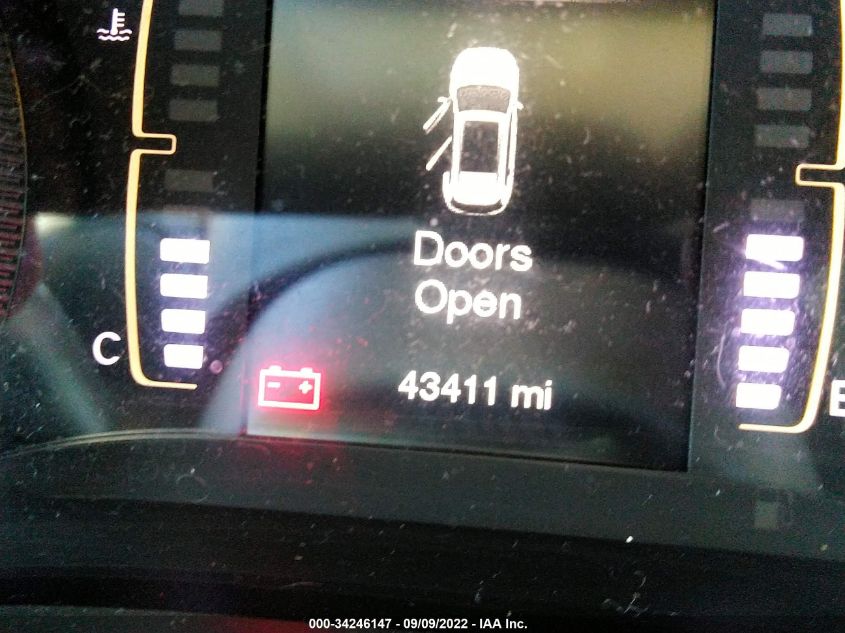 Doors
Open
C
43411 mi
E
000-34246147 - 09/09/2022 - IAA Inc.